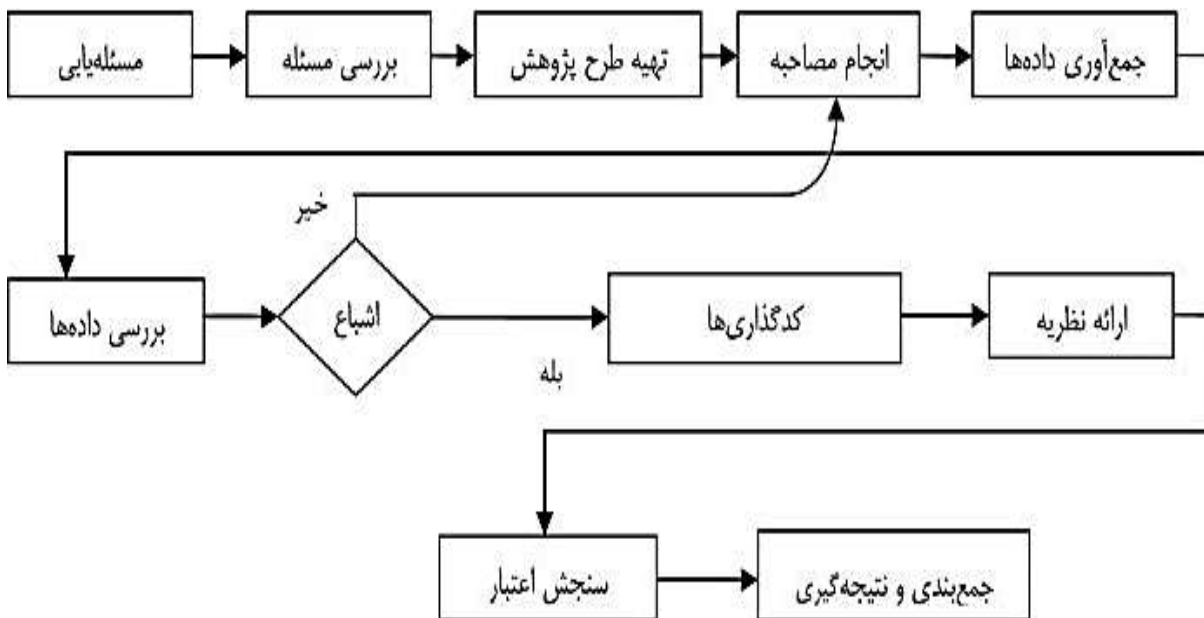 مسئله‌یابی
بررسی مسئله
تهیه طرح پژوهش
انجام مصاحبه
جمع‌آوری داده‌ها
خیر
بررسی داده‌ها
اشباع
بله
کدگذاری‌ها
ارائه نظریه
سنجش اعتبار
جمع‌بندی و نتیجه‌گیری